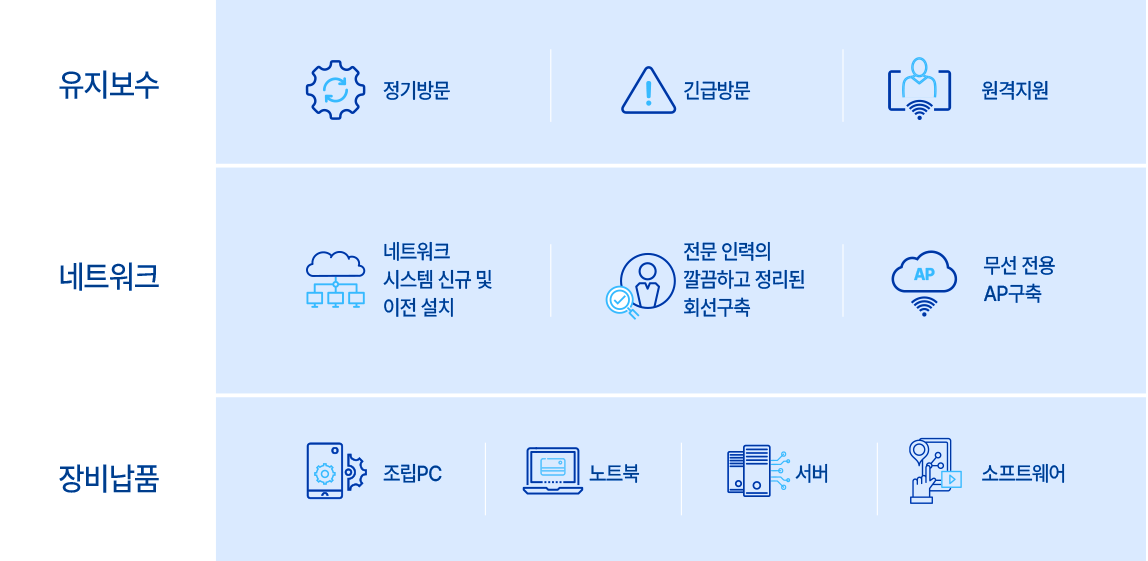 유지보수
정기방문
긴급방문
원격지원
네트워크
네트워크
시스템 신규 및
이전 설치
전문 인력의
깔끔하고 정리된
회선구축
AP
무선 전용
AP구축
장비납품
조립PC
노트북
서버
소프트웨어